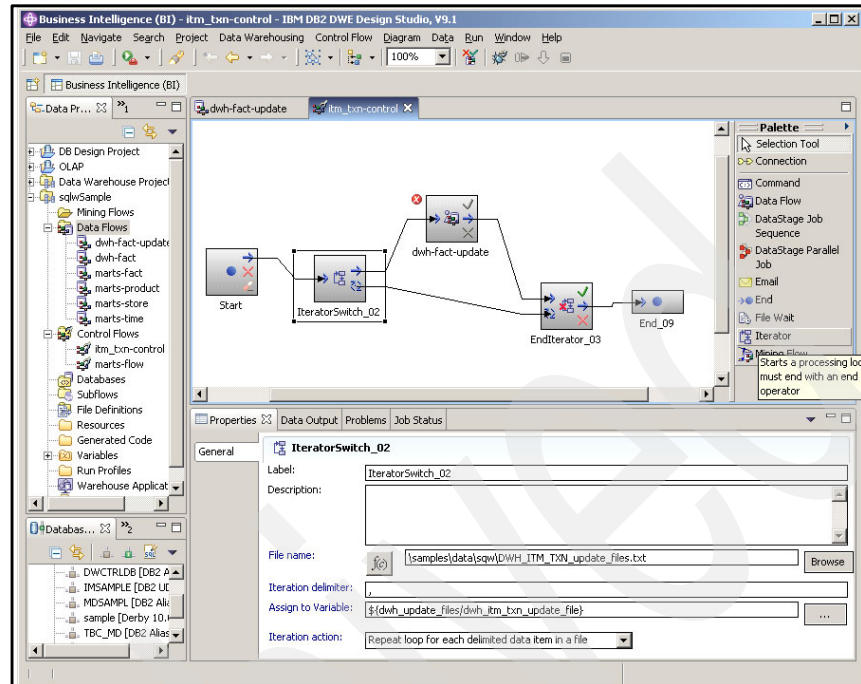 Business Intelligence (BI) - itm_txn-control - IBM DB2 DWE Design Studio, V9.1
File Edit Navigate Search Project Data Warehousing Control Flow Diagram Data Run Window Help
100%
Business Intelligence (BI)
Data Pr... »1
dwh-fact-update
itm_txn-control
DB Design Project
OLAP
Data Warehouse Project
sqlwSample
Mining Flows
Data Flows
dwh-fact-update
dwh-fact
marts-fact
marts-product
marts-store
marts-time
Control Flows
itm_txn-control
marts-flow
Databases
Subflows
File Definitions
Resources
Generated Code
Variables
Run Profiles
Warehouse Applicat
Start
IteratorSwitch_02
dwh-fact-update
EndIterator_03
End_09
Palette
Selection Tool
Connection
Command
Data Flow
DataStage Job
Sequence
DataStage Parallel
Job
Email
End
File Wait
Iterator
Mining Flow
Starts a processing loo
must end with an end
operator
Databas... »2
DWCTRLDB [DB2 A
IMSAMPLE [DB2 UD
MDSAMPL [DB2 Alia
sample [Derby 10.
TBC_MD [DB2 Alias
Properties Data Output Problems Job Status
General
IteratorSwitch_02
Label: IteratorSwitch_02
Description:
File name: f(c) \samples\data\sqw\DWH_ITM_TXN_update_files.txt Browse
Iteration delimiter: ,
Assign to Variable: ${dwh_update_files/dwh_itm_txn_update_file} ...
Iteration action: Repeat loop for each delimited data item in a file